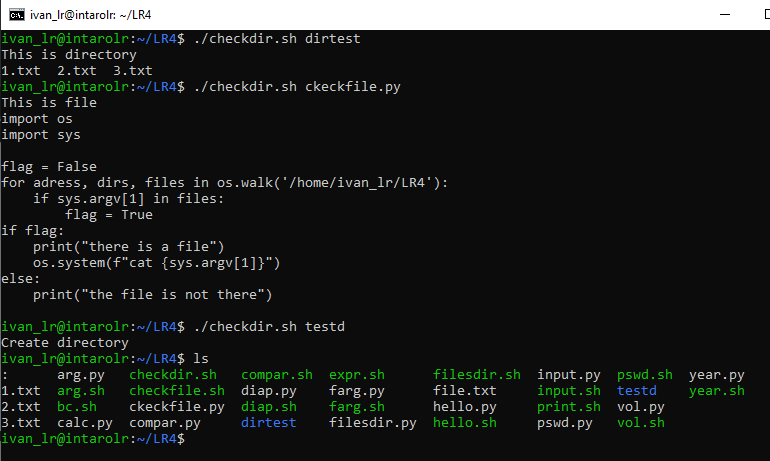 ivan_lr@intarolr: ~/LR4
ivan_lr@intarolr:~/LR4$ ./checkdir.sh dirtest
This is directory
1.txt  2.txt  3.txt
ivan_lr@intarolr:~/LR4$ ./checkdir.sh ckeckfile.py
This is file
import os
import sys

flag = False
for adress, dirs, files in os.walk('/home/ivan_lr/LR4'):
    if sys.argv[1] in files:
        flag = True
if flag:
    print("there is a file")
    os.system(f"cat {sys.argv[1]}")
else:
    print("the file is not there")

ivan_lr@intarolr:~/LR4$ ./checkdir.sh testd
Create directory
ivan_lr@intarolr:~/LR4$ ls
:      arg.py   checkdir.sh   compar.sh  expr.sh      filesdir.sh  input.py  pswd.sh  year.py
1.txt  arg.sh   checkfile.sh  diap.py    farg.py      file.txt     input.sh  testd    year.sh
2.txt  bc.sh    ckeckfile.py  diap.sh    farg.sh      hello.py     print.sh  vol.py
3.txt  calc.py  compar.py     dirtest    filesdir.py  hello.sh     pswd.py   vol.sh
ivan_lr@intarolr:~/LR4$